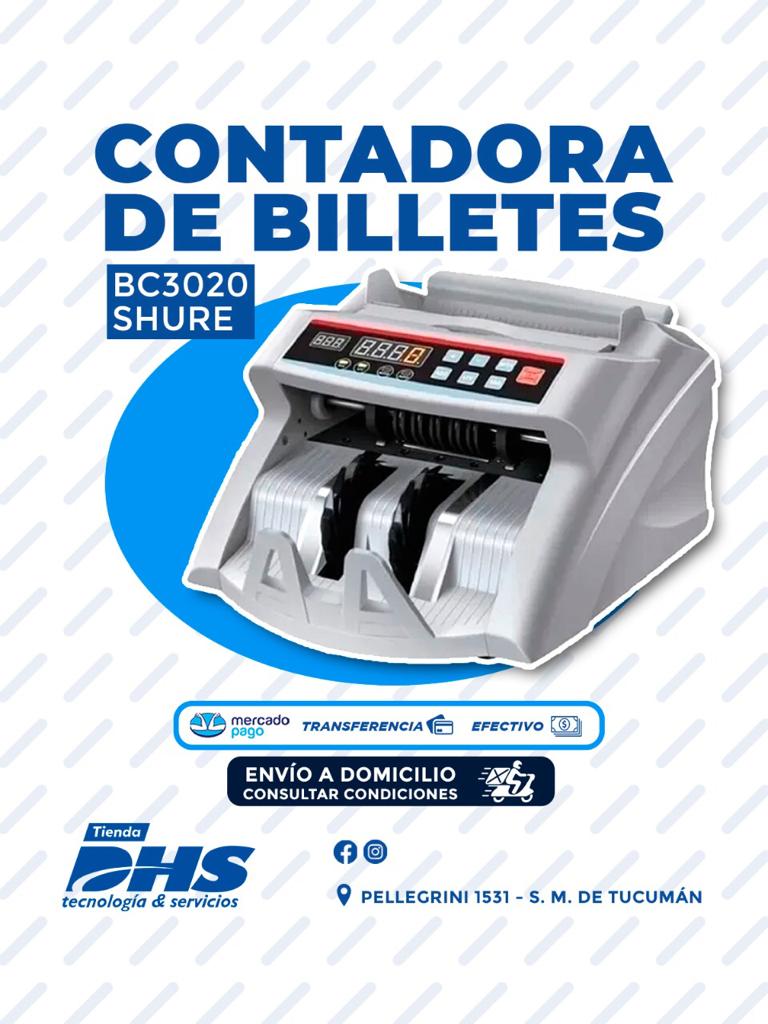 CONTADORA
DE BILLETES
BC3020
SHURE
mercado
pago
TRANSFERENCIA
EFECTIVO
ENVÍO A DOMICILIO
CONSULTAR CONDICIONES
Tienda
DHS
tecnología & servicios
PELLEGRINI 1531 - S. M. DE TUCUMÁN